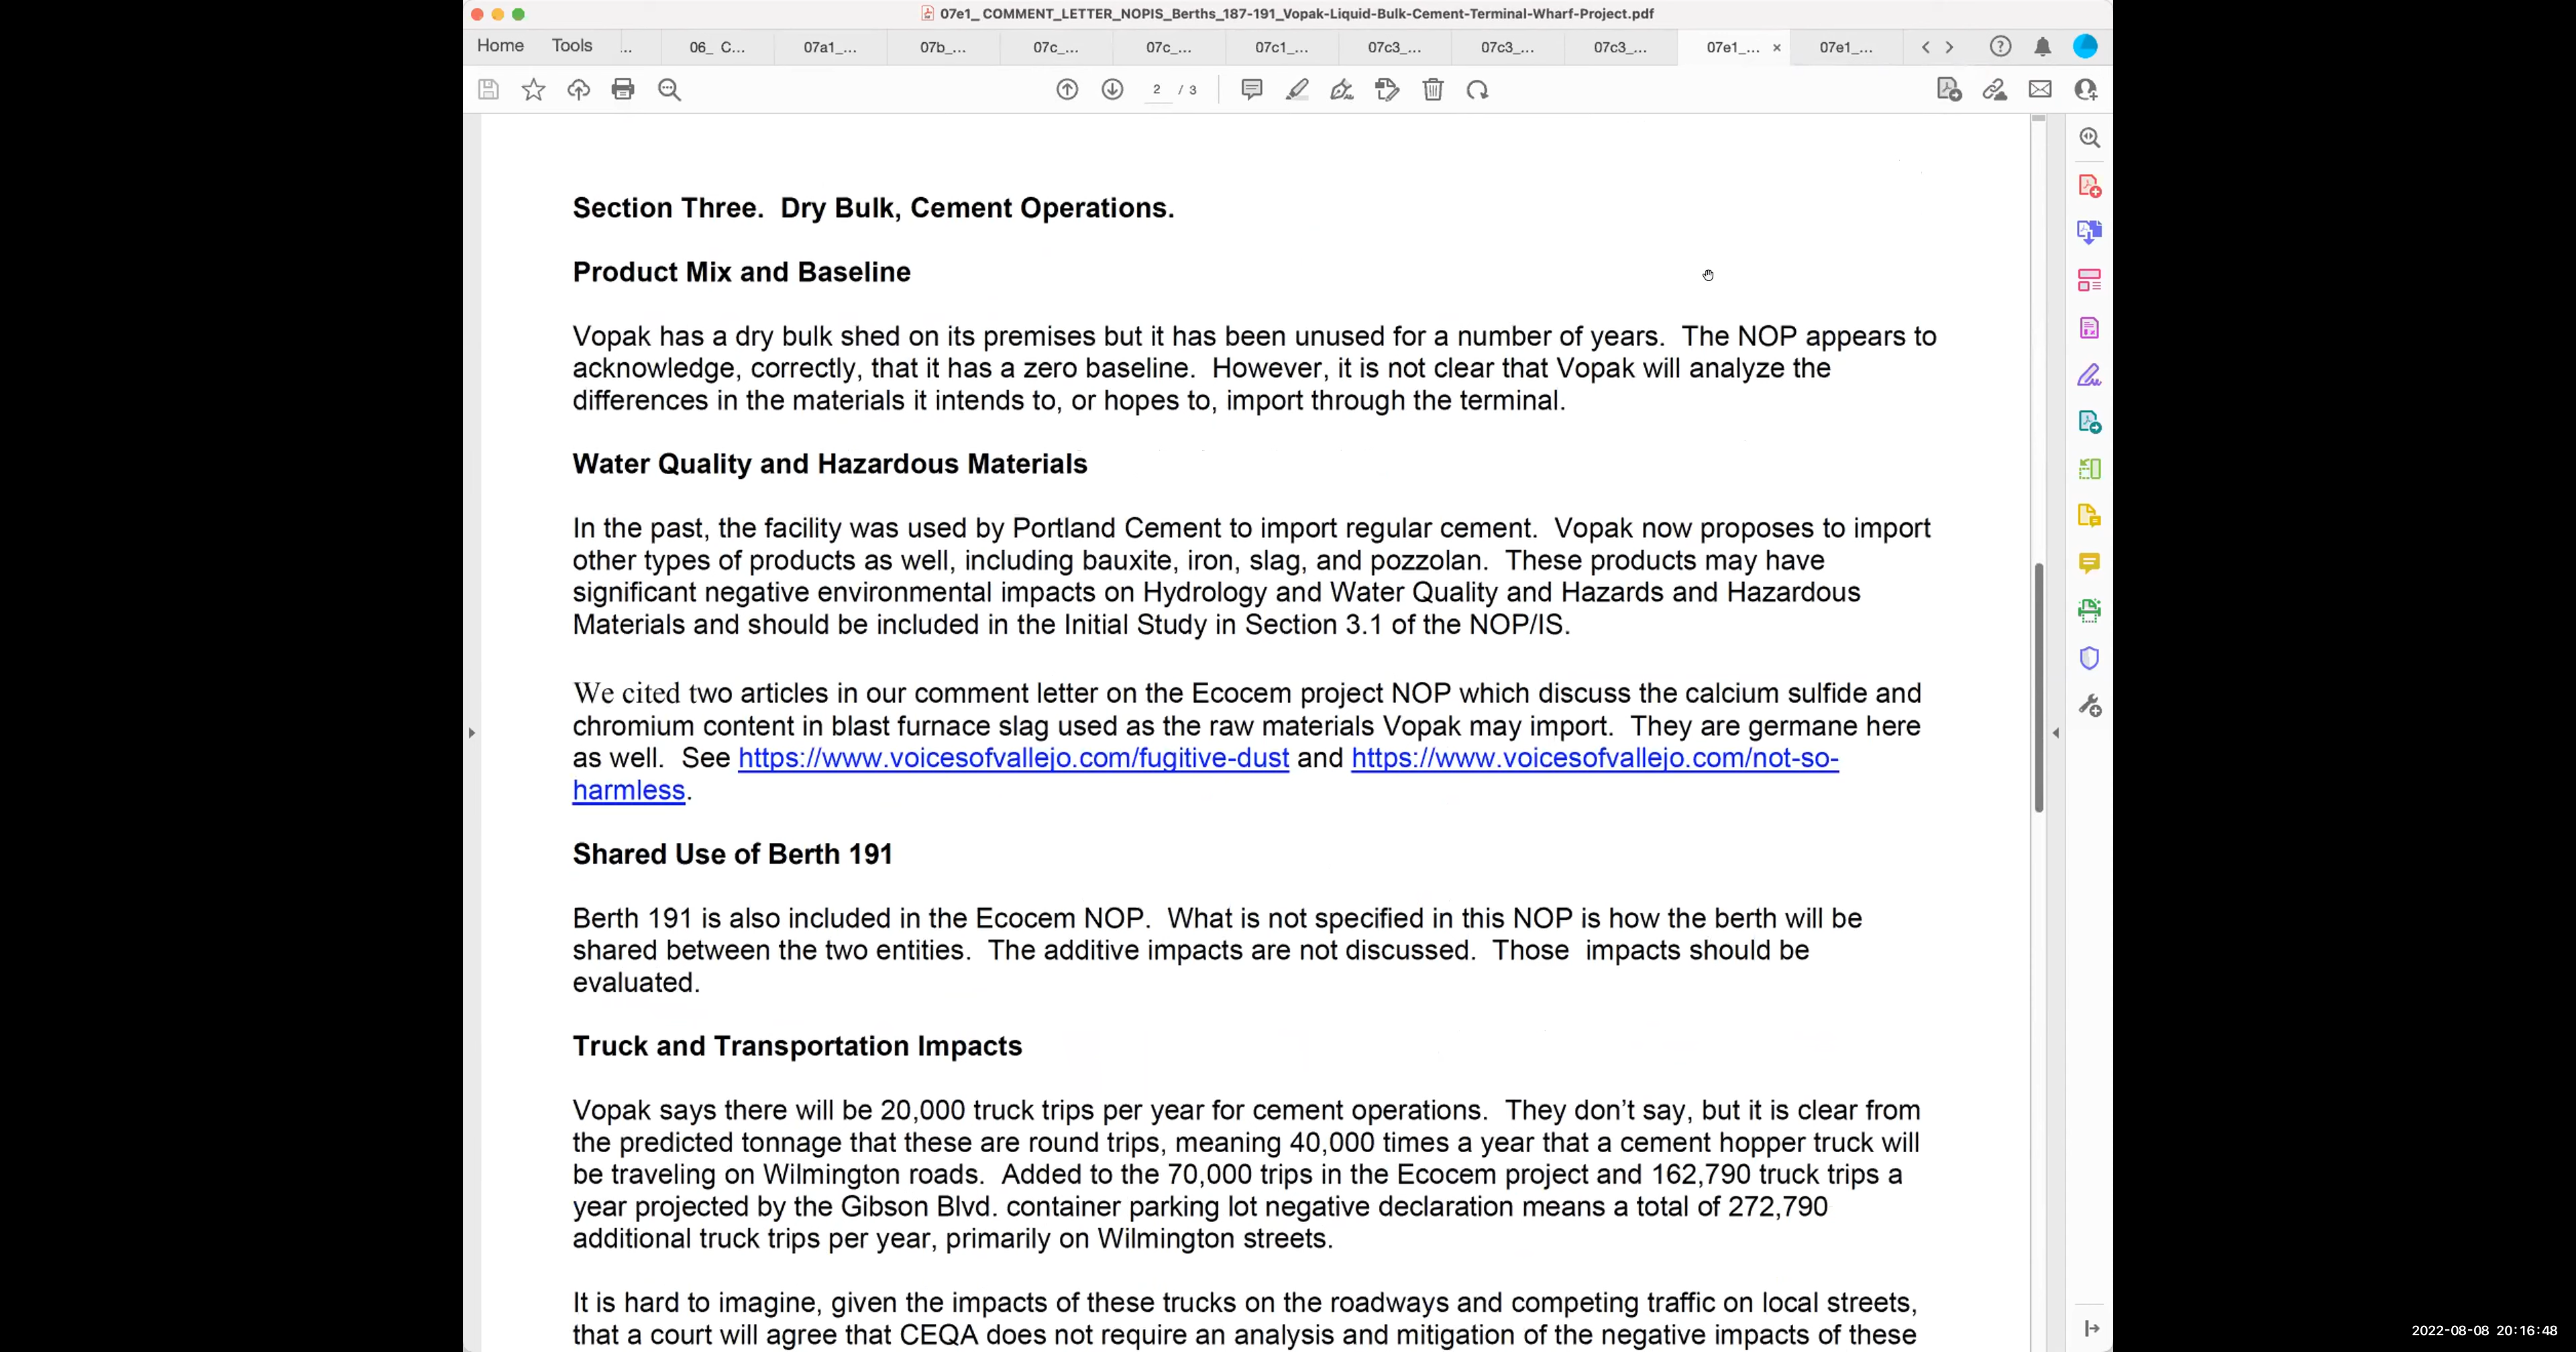 07e1_ COMMENT_LETTER_NOPIS_Berths_187-191_Vopak-Liquid-Bulk-Cement-Terminal-Wharf-Project.pdf
Home Tools ... 06_ C... 07a1_... 07b_... 07c_... 07c_... 07c1_... 07c3_... 07c3_... 07c3_... 07e1_... × 07e1_...
2 / 3
Section Three.  Dry Bulk, Cement Operations.
Product Mix and Baseline
Vopak has a dry bulk shed on its premises but it has been unused for a number of years.  The NOP appears to
acknowledge, correctly, that it has a zero baseline.  However, it is not clear that Vopak will analyze the
differences in the materials it intends to, or hopes to, import through the terminal.
Water Quality and Hazardous Materials
In the past, the facility was used by Portland Cement to import regular cement.  Vopak now proposes to import
other types of products as well, including bauxite, iron, slag, and pozzolan.  These products may have
significant negative environmental impacts on Hydrology and Water Quality and Hazards and Hazardous
Materials and should be included in the Initial Study in Section 3.1 of the NOP/IS.
We cited two articles in our comment letter on the Ecocem project NOP which discuss the calcium sulfide and
chromium content in blast furnace slag used as the raw materials Vopak may import.  They are germane here
as well.  See https://www.voicesofvallejo.com/fugitive-dust and https://www.voicesofvallejo.com/not-so-
harmless.
Shared Use of Berth 191
Berth 191 is also included in the Ecocem NOP.  What is not specified in this NOP is how the berth will be
shared between the two entities.  The additive impacts are not discussed.  Those  impacts should be
evaluated.
Truck and Transportation Impacts
Vopak says there will be 20,000 truck trips per year for cement operations.  They don’t say, but it is clear from
the predicted tonnage that these are round trips, meaning 40,000 times a year that a cement hopper truck will
be traveling on Wilmington roads.  Added to the 70,000 trips in the Ecocem project and 162,790 truck trips a
year projected by the Gibson Blvd. container parking lot negative declaration means a total of 272,790
additional truck trips per year, primarily on Wilmington streets.
It is hard to imagine, given the impacts of these trucks on the roadways and competing traffic on local streets,
that a court will agree that CEQA does not require an analysis and mitigation of the negative impacts of these
2022-08-08 20:16:48